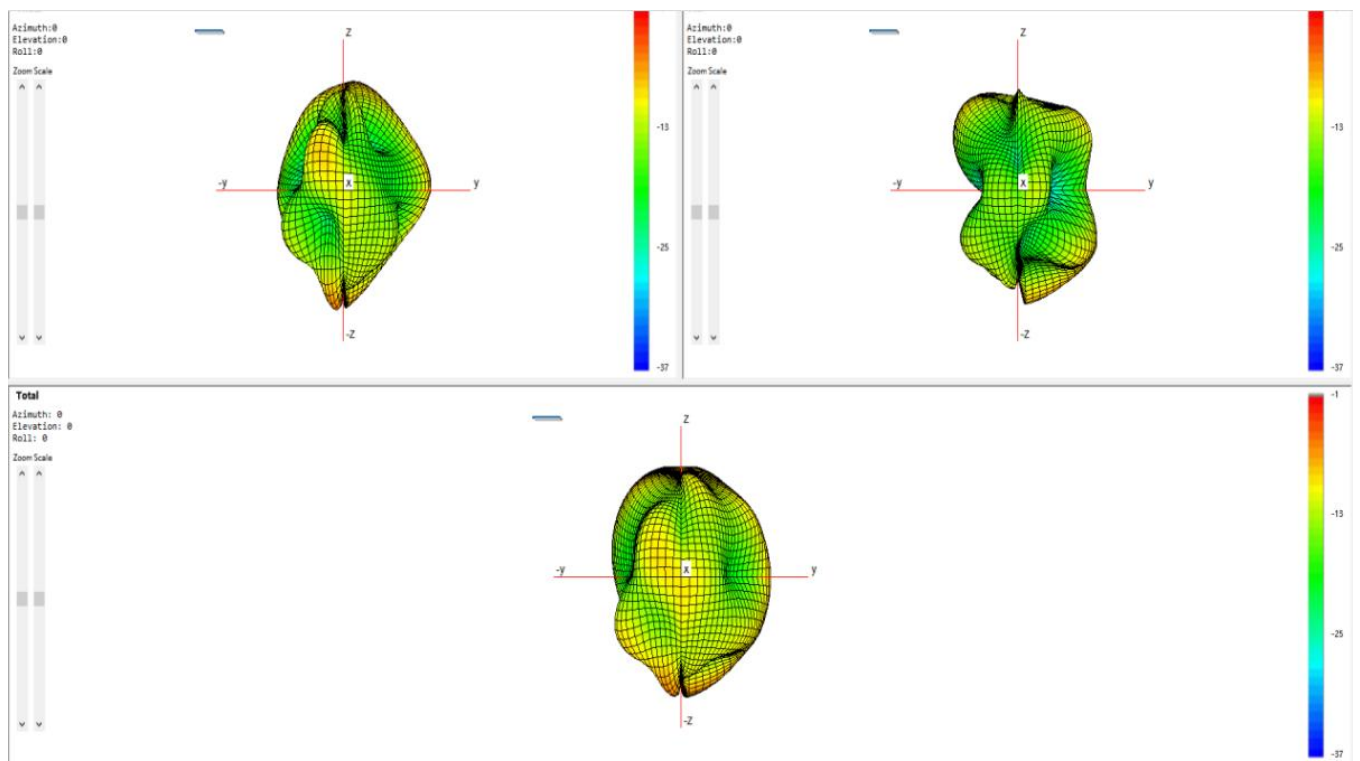 Azimuth:0
Elevation:0
Roll:0
Zoom Scale
Z
-y
X
y
-Z
-13
-25
-37
Azimuth:0
Elevation:0
Roll:0
Zoom Scale
Z
-y
X
y
-Z
-13
-25
-37
Total
Azimuth: 0
Elevation: 0
Roll: 0
Zoom Scale
Z
-y
X
y
-Z
-1
-13
-25
-37